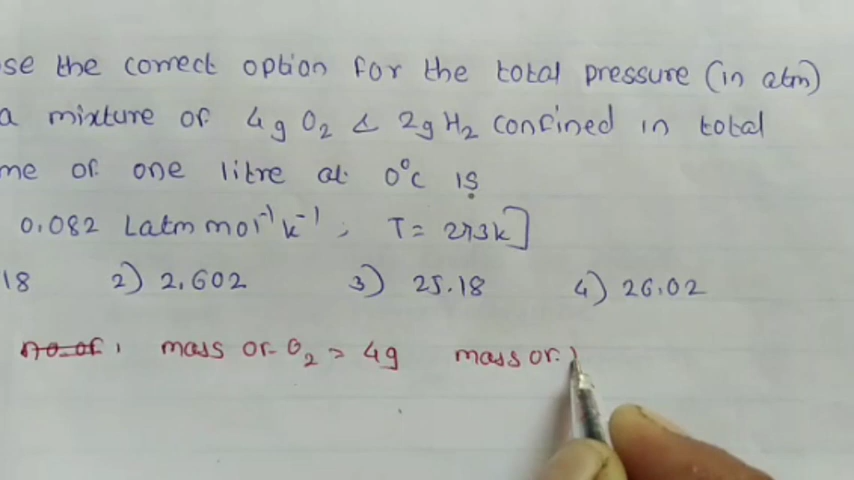 se the correct option for the total pressure (in atm)
a mixture of 4g O₂ & 2g H₂ confined in total
me of one litre at 0°C is
0.082 Latm mol⁻¹ k⁻¹, T = 273k]
18 2) 2.602 3) 25.18 4) 26.02
mass of O₂ = 4g mass of